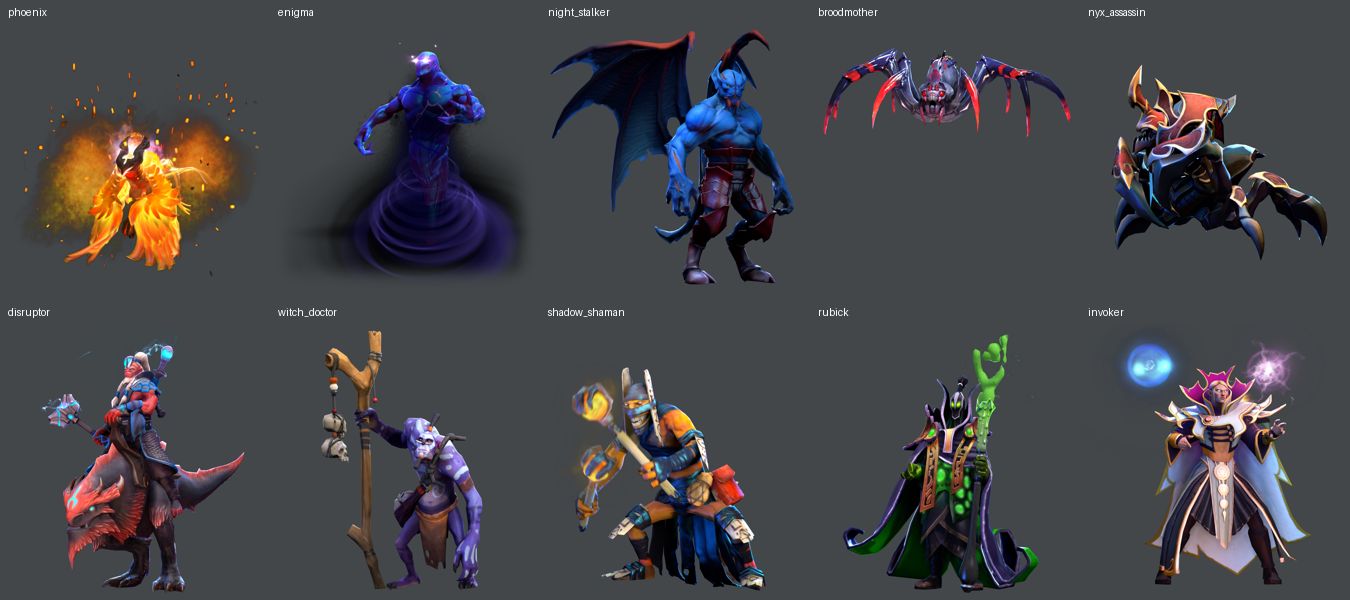 phoenix
enigma
night_stalker
broodmother
nyx_assassin
disruptor
witch_doctor
shadow_shaman
rubick
invoker